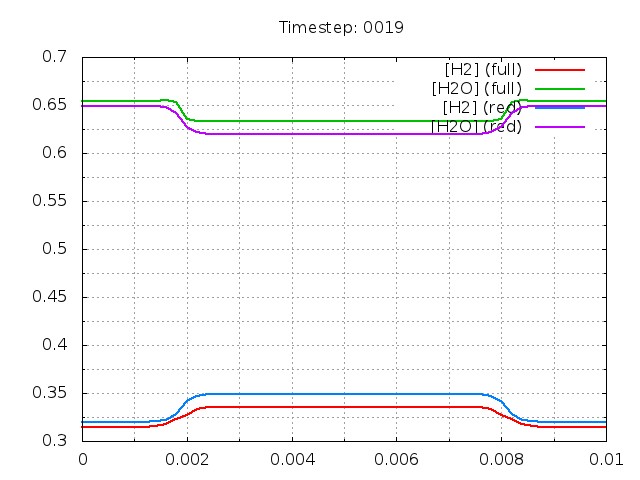 Timestep: 0019
0.7
0.65
0.6
0.55
0.5
0.45
0.4
0.35
0.3
[H2] (full)
[H2O] (full)
[H2] (red)
[H2O] (red)
0 0.002 0.004 0.006 0.008 0.01